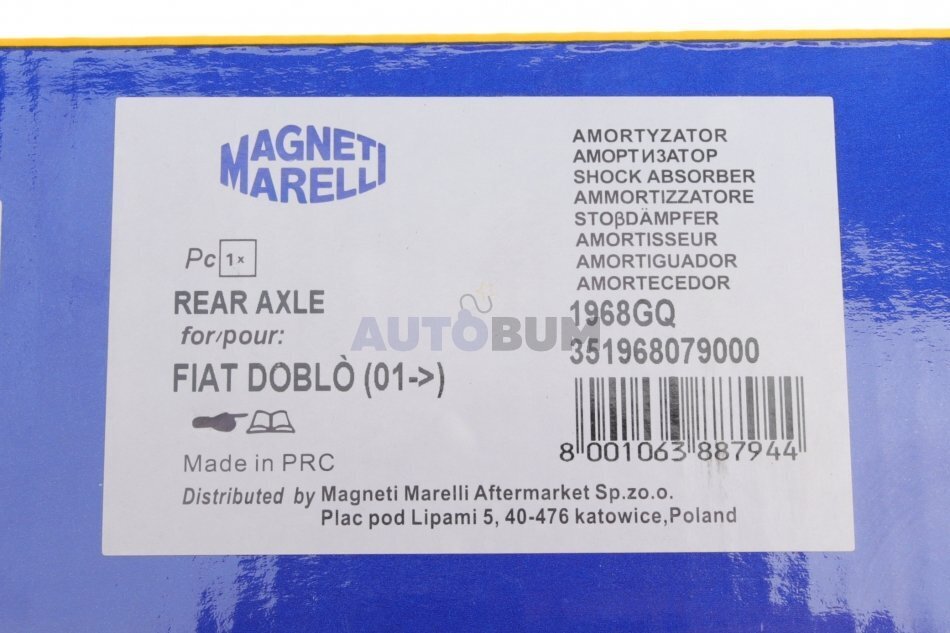 MAGNETI
MARELLI
Pc 1x
REAR AXLE
for/pour:
FIAT DOBLÒ (01->)
Made in PRC
Distributed by Magneti Marelli Aftermarket Sp.zo.o.
Plac pod Lipami 5, 40-476 katowice,Poland
AMORTYZATOR
АМОРТИЗАТОР
SHOCK ABSORBER
AMMORTIZZATORE
STOβDÄMPFER
AMORTISSEUR
AMORTIGUADOR
AMORTECEDOR
1968GQ
351968079000
8 001063 887944
AUTOBUM